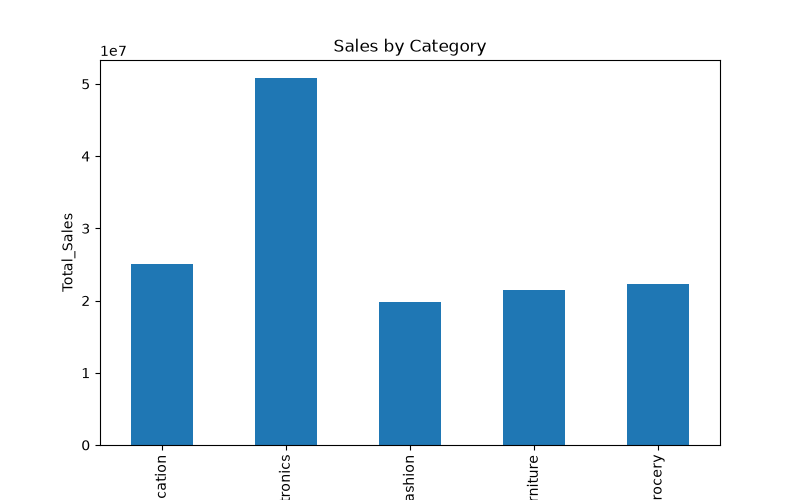 Sales by Category
1e7
5
4
3
2
1
0
Total_Sales
cation
tronics
ashion
rniture
rocery